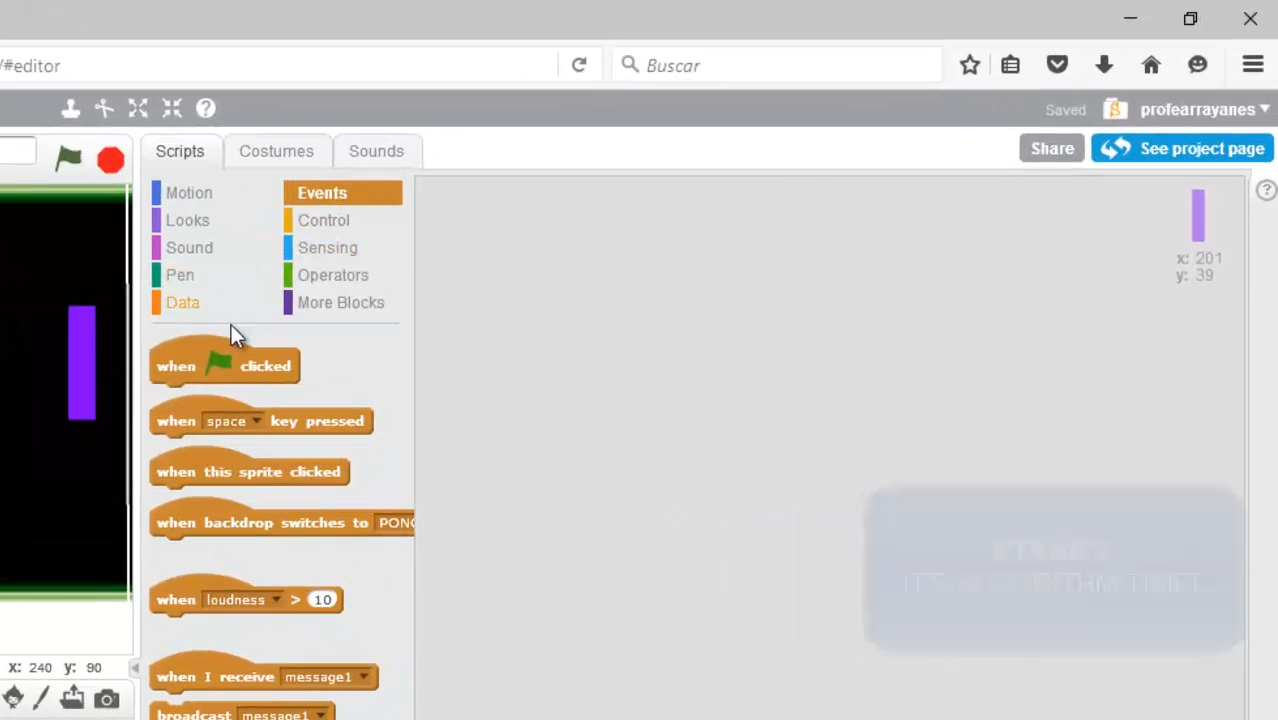 /#editor
Buscar
Saved
profearrayanes
Scripts
Costumes
Sounds
Share
See project page
Motion
Events
Looks
Control
Sound
Sensing
Pen
Operators
Data
More Blocks
x: 201
y: 39
when clicked
when space key pressed
when this sprite clicked
when backdrop switches to PONG
when loudness > 10
when I receive message1
broadcast message1
x: 240 y: 90